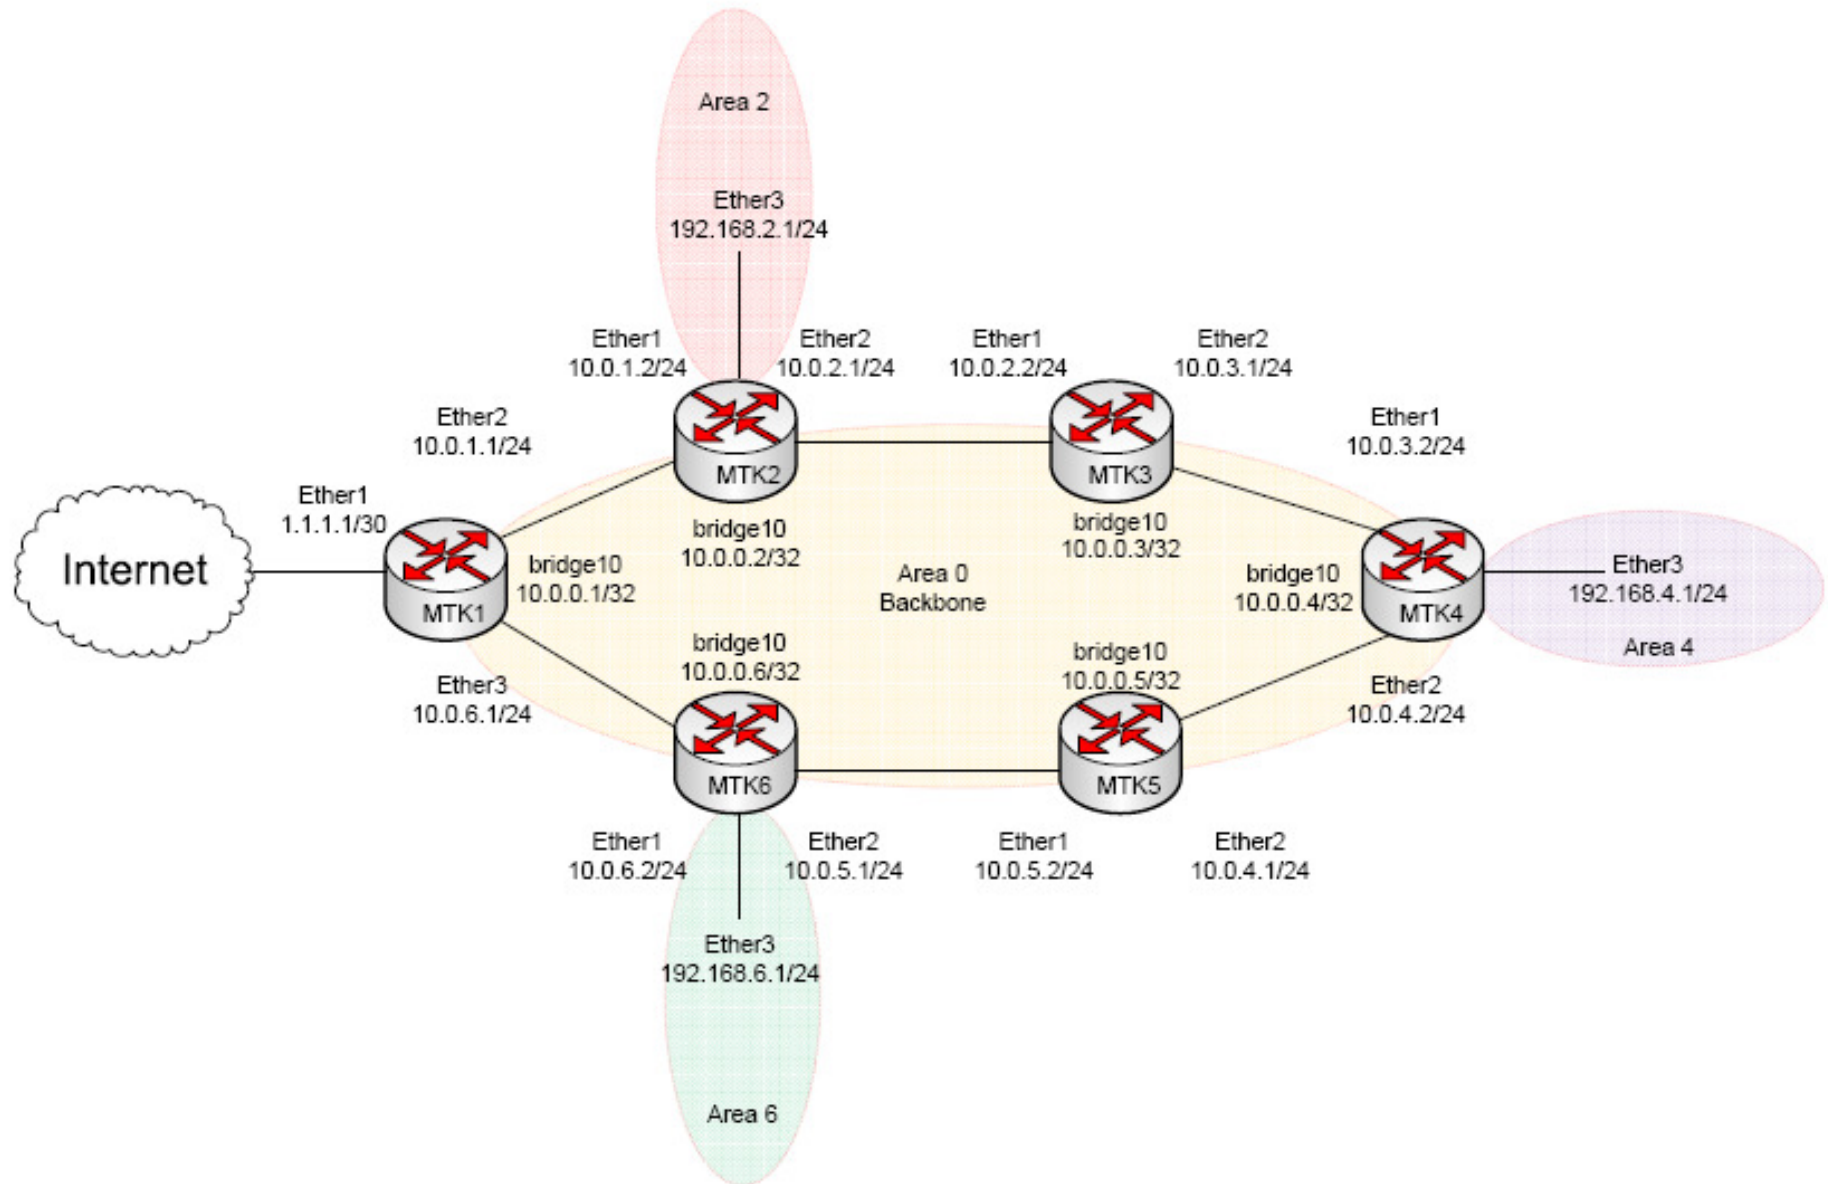 Area 2
Ether3
192.168.2.1/24
Ether1
10.0.1.2/24
Ether2
10.0.2.1/24
Ether1
10.0.2.2/24
Ether2
10.0.3.1/24
Ether2
10.0.1.1/24
Ether1
10.0.3.2/24
MTK2
MTK3
Ether1
1.1.1.1/30
bridge10
10.0.0.2/32
bridge10
10.0.0.3/32
Internet
MTK1
bridge10
10.0.0.1/32
Area 0
Backbone
bridge10
10.0.0.4/32
MTK4
Ether3
192.168.4.1/24
Area 4
bridge10
10.0.0.6/32
bridge10
10.0.0.5/32
Ether3
10.0.6.1/24
Ether2
10.0.4.2/24
MTK6
MTK5
Ether1
10.0.6.2/24
Ether2
10.0.5.1/24
Ether1
10.0.5.2/24
Ether2
10.0.4.1/24
Ether3
192.168.6.1/24
Area 6